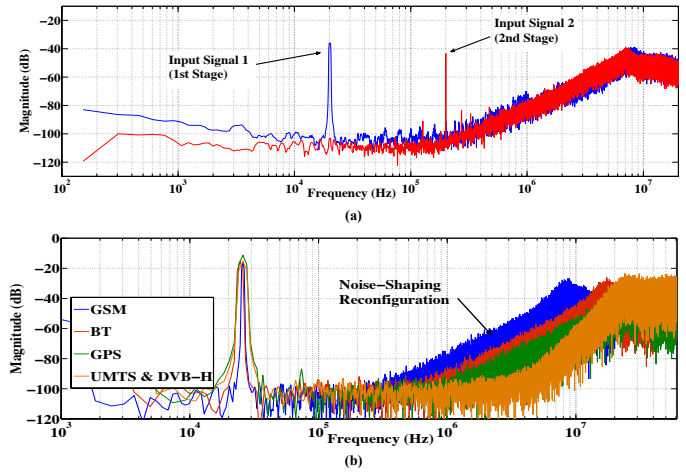 −20
−40
−60
−80
−100
−120
Magnitude (dB)
Input Signal 1
(1st Stage)
Input Signal 2
(2nd Stage)
10^2
10^3
10^4
10^5
10^6
10^7
Frequency (Hz)
(a)
0
−20
−40
−60
−80
−100
−120
Magnitude (dB)
Noise−Shaping
Reconfiguration
GSM
BT
GPS
UMTS & DVB−H
10^3
10^4
10^5
10^6
10^7
Frequency (Hz)
(b)